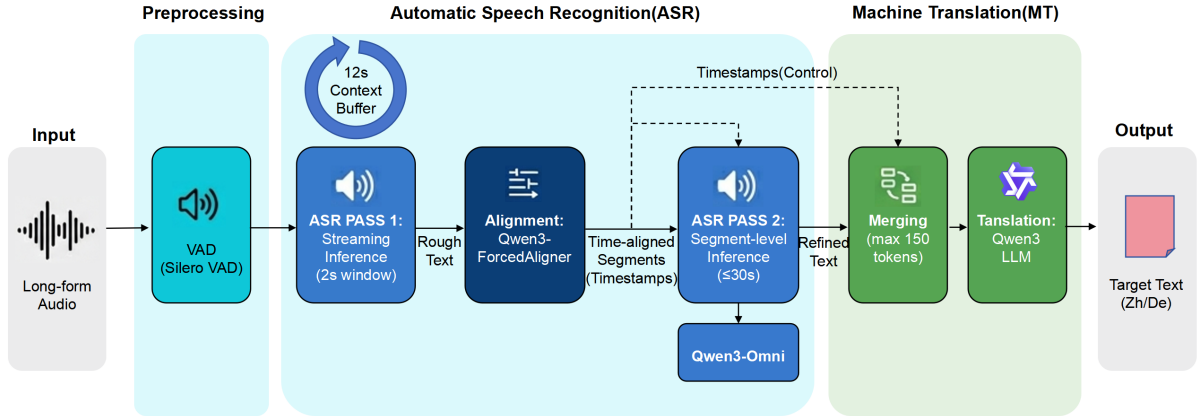 Preprocessing
Automatic Speech Recognition(ASR)
Machine Translation(MT)
Input
Long-form
Audio
VAD
(Silero VAD)
12s
Context
Buffer
ASR PASS 1:
Streaming
Inference
(2s window)
Rough
Text
Alignment:
Qwen3-
ForcedAligner
Time-aligned
Segments
(Timestamps)
Timestamps(Control)
ASR PASS 2:
Segment-level
Inference
(≤30s)
Qwen3-Omni
Refined
Text
Merging
(max 150
tokens)
Tanslation:
Qwen3
LLM
Output
Target Text
(Zh/De)